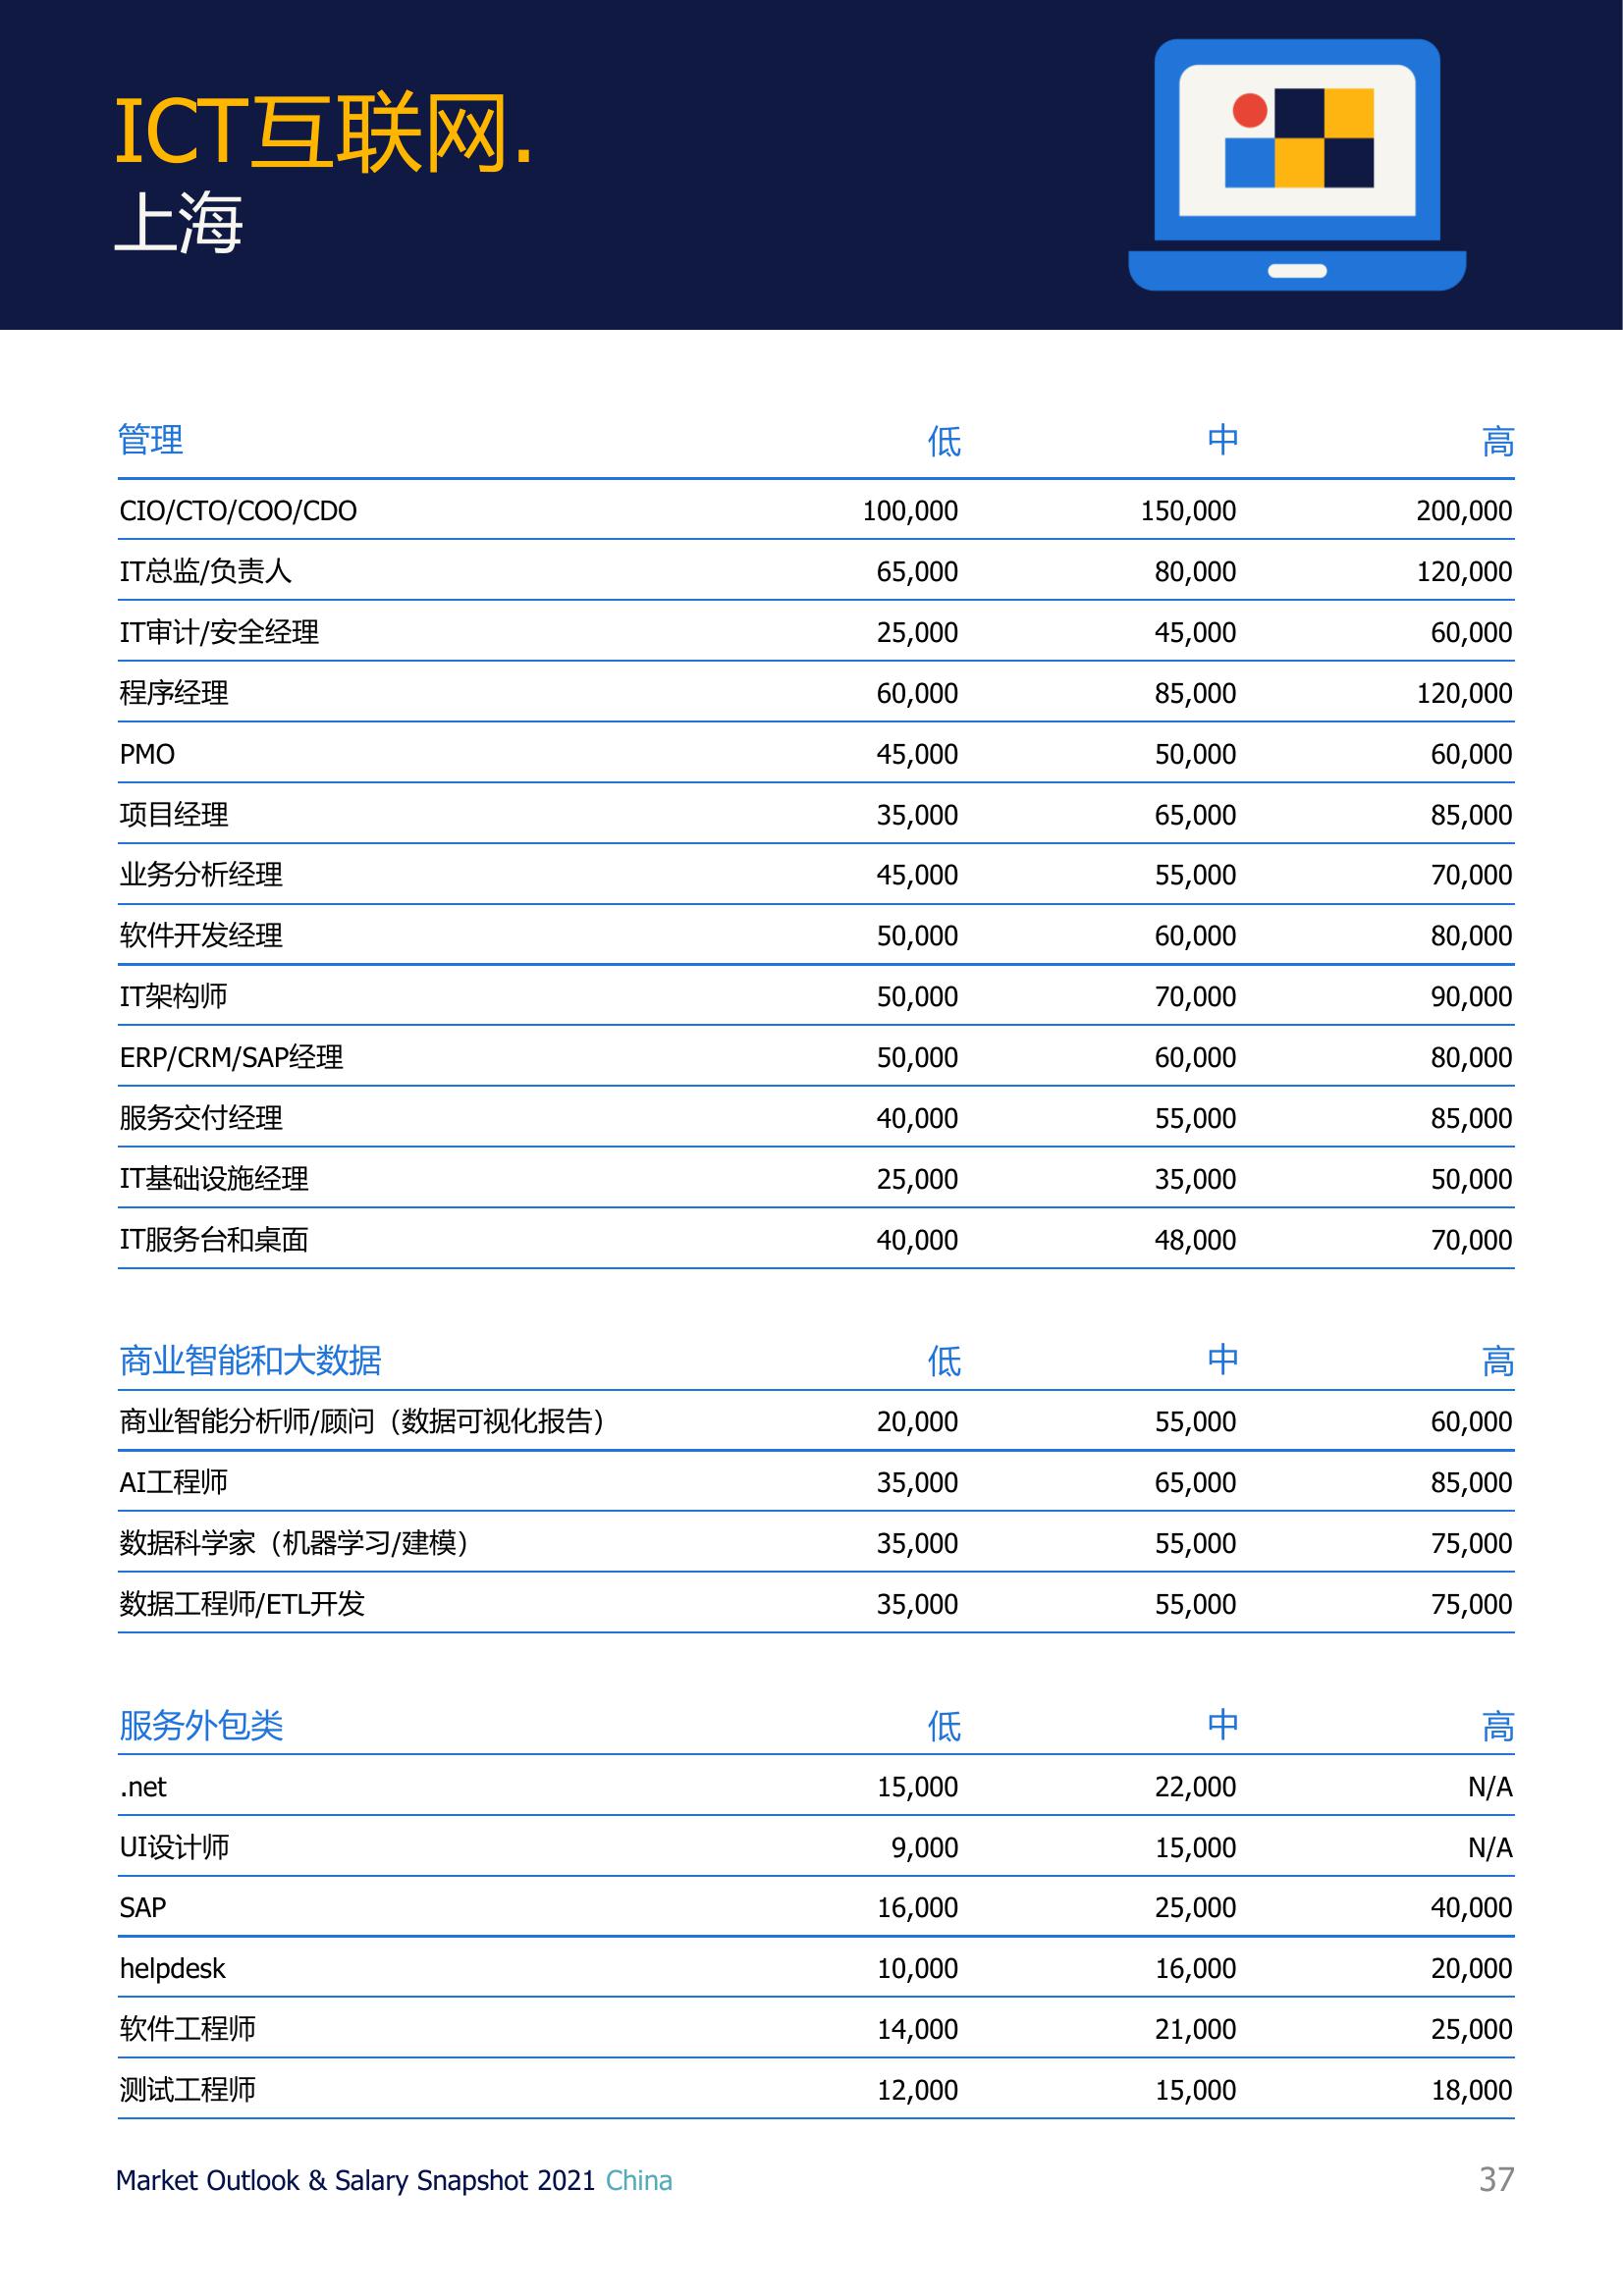 ICT互联网.
上海
管理 低 中 高
CIO/CTO/COO/CDO 100,000 150,000 200,000
IT总监/负责人 65,000 80,000 120,000
IT审计/安全经理 25,000 45,000 60,000
程序经理 60,000 85,000 120,000
PMO 45,000 50,000 60,000
项目经理 35,000 65,000 85,000
业务分析经理 45,000 55,000 70,000
软件开发经理 50,000 60,000 80,000
IT架构师 50,000 70,000 90,000
ERP/CRM/SAP经理 50,000 60,000 80,000
服务交付经理 40,000 55,000 85,000
IT基础设施经理 25,000 35,000 50,000
IT服务台和桌面 40,000 48,000 70,000
商业智能和大数据 低 中 高
商业智能分析师/顾问（数据可视化报告） 20,000 55,000 60,000
AI工程师 35,000 65,000 85,000
数据科学家（机器学习/建模） 35,000 55,000 75,000
数据工程师/ETL开发 35,000 55,000 75,000
服务外包类 低 中 高
.net 15,000 22,000 N/A
UI设计师 9,000 15,000 N/A
SAP 16,000 25,000 40,000
helpdesk 10,000 16,000 20,000
软件工程师 14,000 21,000 25,000
测试工程师 12,000 15,000 18,000
Market Outlook & Salary Snapshot 2021 China 37